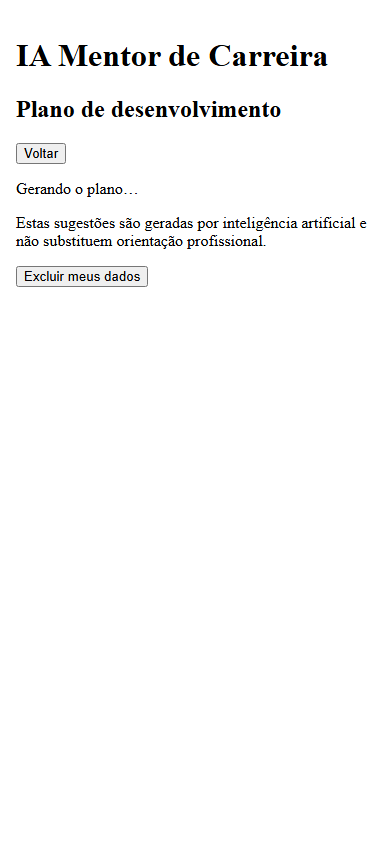 IA Mentor de Carreira
Plano de desenvolvimento
Voltar
Gerando o plano…
Estas sugestões são geradas por inteligência artificial e
não substituem orientação profissional.
Excluir meus dados